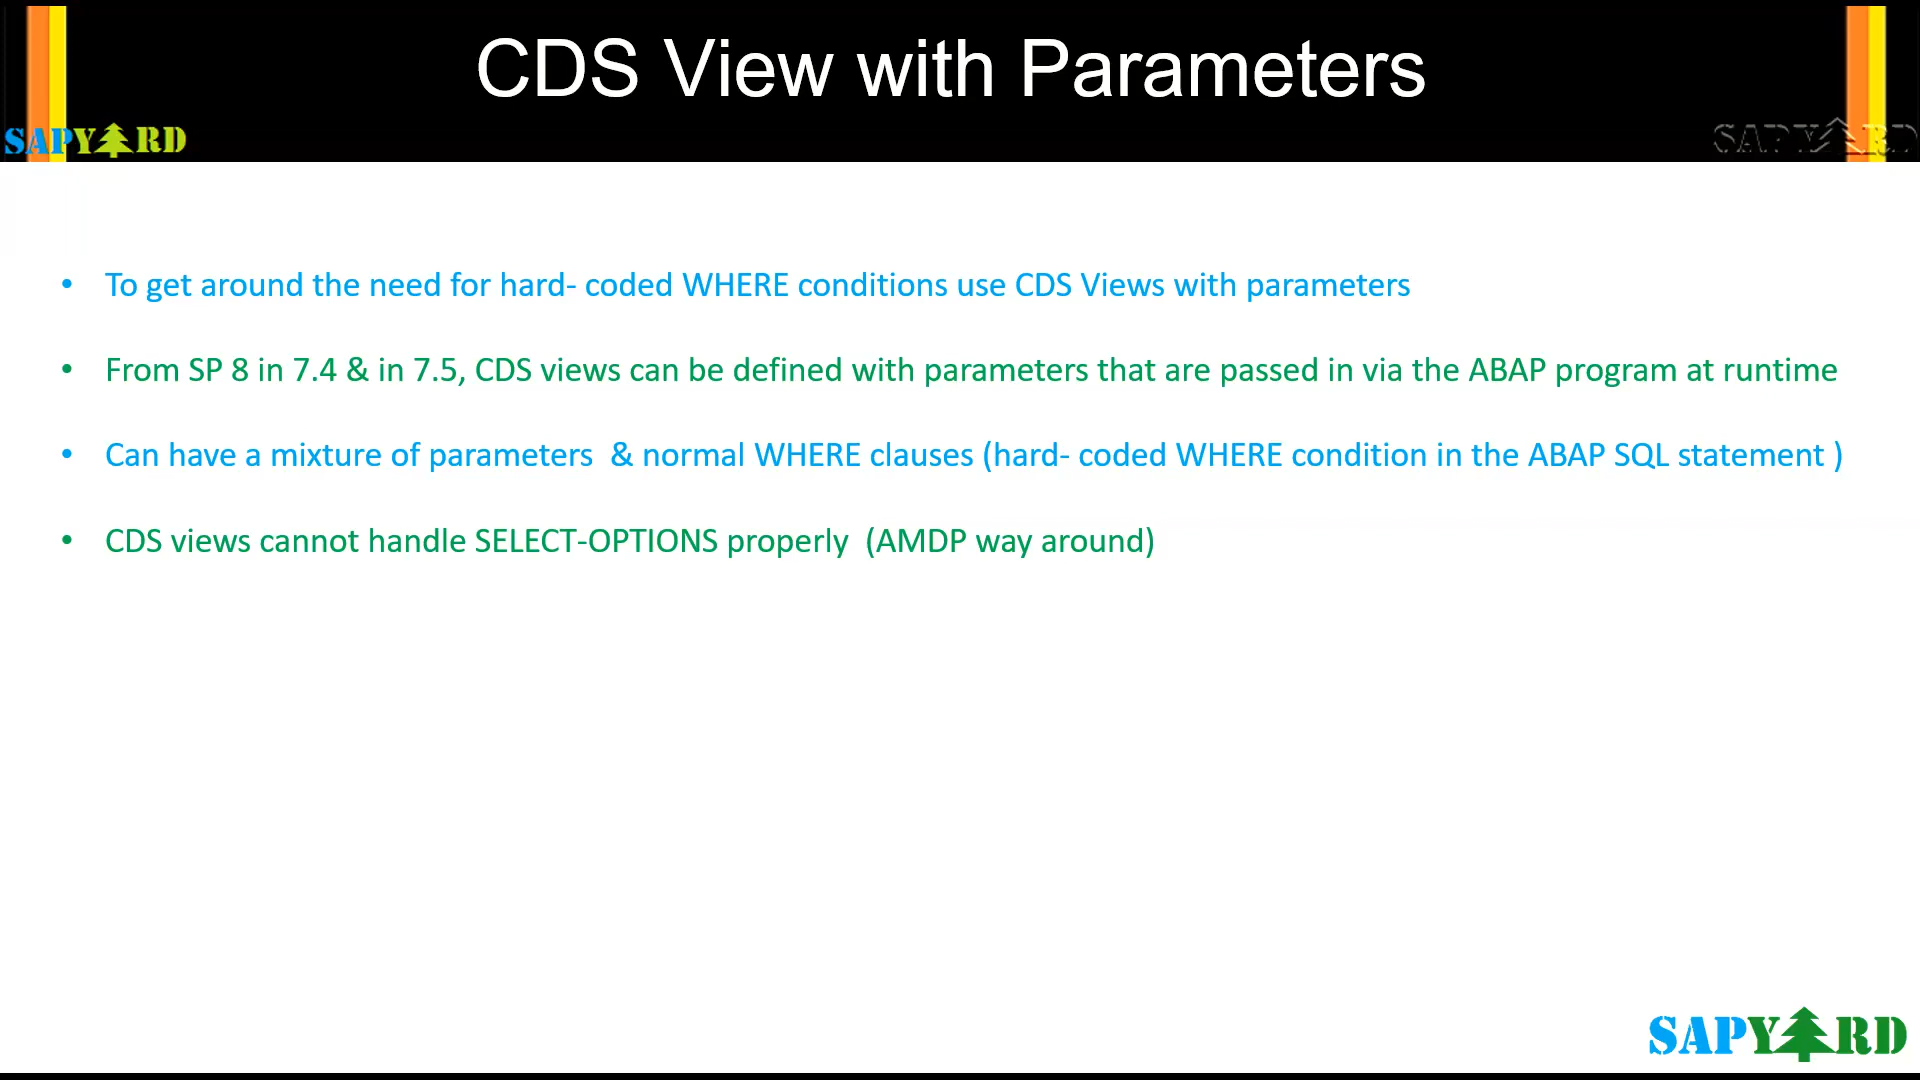 CDS View with Parameters
SAPYARD
SAPYARD
• To get around the need for hard- coded WHERE conditions use CDS Views with parameters
• From SP 8 in 7.4 & in 7.5, CDS views can be defined with parameters that are passed in via the ABAP program at runtime
• Can have a mixture of parameters & normal WHERE clauses (hard- coded WHERE condition in the ABAP SQL statement )
• CDS views cannot handle SELECT-OPTIONS properly (AMDP way around)
SAPYARD